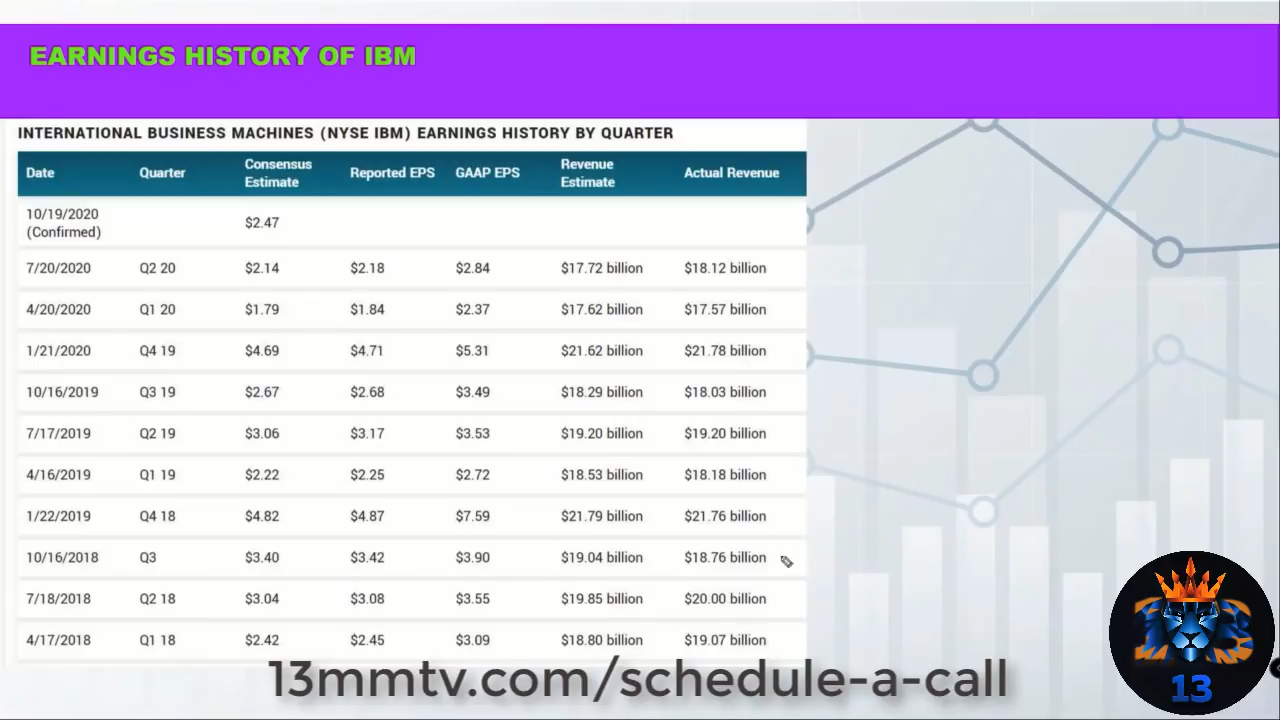 EARNINGS HISTORY OF IBM
INTERNATIONAL BUSINESS MACHINES (NYSE IBM) EARNINGS HISTORY BY QUARTER
Date Quarter Consensus Estimate Reported EPS GAAP EPS Revenue Estimate Actual Revenue
10/19/2020 (Confirmed) $2.47
7/20/2020 Q2 20 $2.14 $2.18 $2.84 $17.72 billion $18.12 billion
4/20/2020 Q1 20 $1.79 $1.84 $2.37 $17.62 billion $17.57 billion
1/21/2020 Q4 19 $4.69 $4.71 $5.31 $21.62 billion $21.78 billion
10/16/2019 Q3 19 $2.67 $2.68 $3.49 $18.29 billion $18.03 billion
7/17/2019 Q2 19 $3.06 $3.17 $3.53 $19.20 billion $19.20 billion
4/16/2019 Q1 19 $2.22 $2.25 $2.72 $18.53 billion $18.18 billion
1/22/2019 Q4 18 $4.82 $4.87 $7.59 $21.79 billion $21.76 billion
10/16/2018 Q3 $3.40 $3.42 $3.90 $19.04 billion $18.76 billion
7/18/2018 Q2 18 $3.04 $3.08 $3.55 $19.85 billion $20.00 billion
4/17/2018 Q1 18 $2.42 $2.45 $3.09 $18.80 billion $19.07 billion
13mmtv.com/schedule-a-call
13